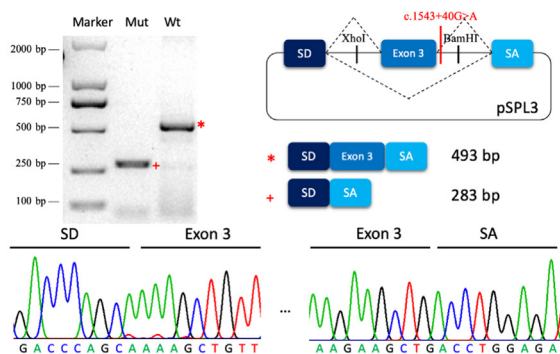 Marker Mut Wt
2000 bp
1000 bp
750 bp
500 bp
250 bp
100 bp
*
+
c.1543+40G>A
XhoI
BamHI
SD
Exon 3
SA
pSPL3
* SD Exon 3 SA 493 bp
+ SD SA 283 bp
SD Exon 3
GACCCAGCAAAAGCTGTT
...
Exon 3 SA
AAGAAGCTGACCTGGAGA